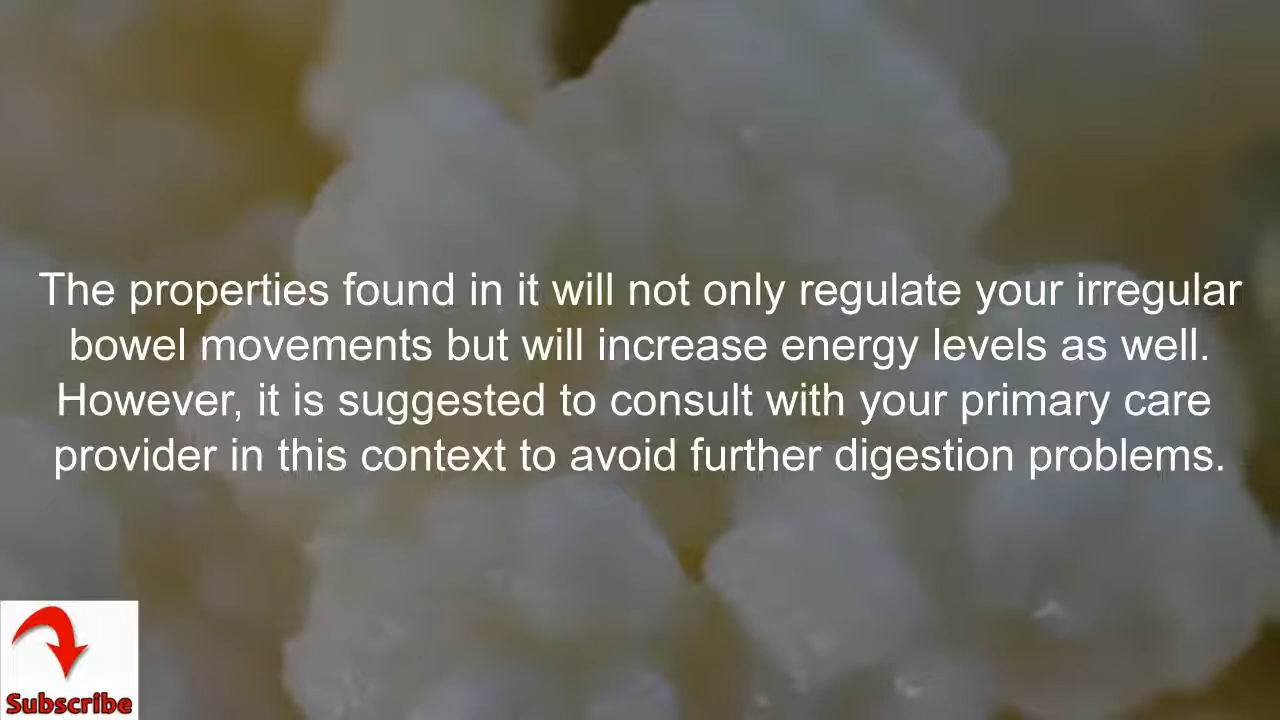 The properties found in it will not only regulate your irregular
bowel movements but will increase energy levels as well.
However, it is suggested to consult with your primary care
provider in this context to avoid further digestion problems.
Subscribe